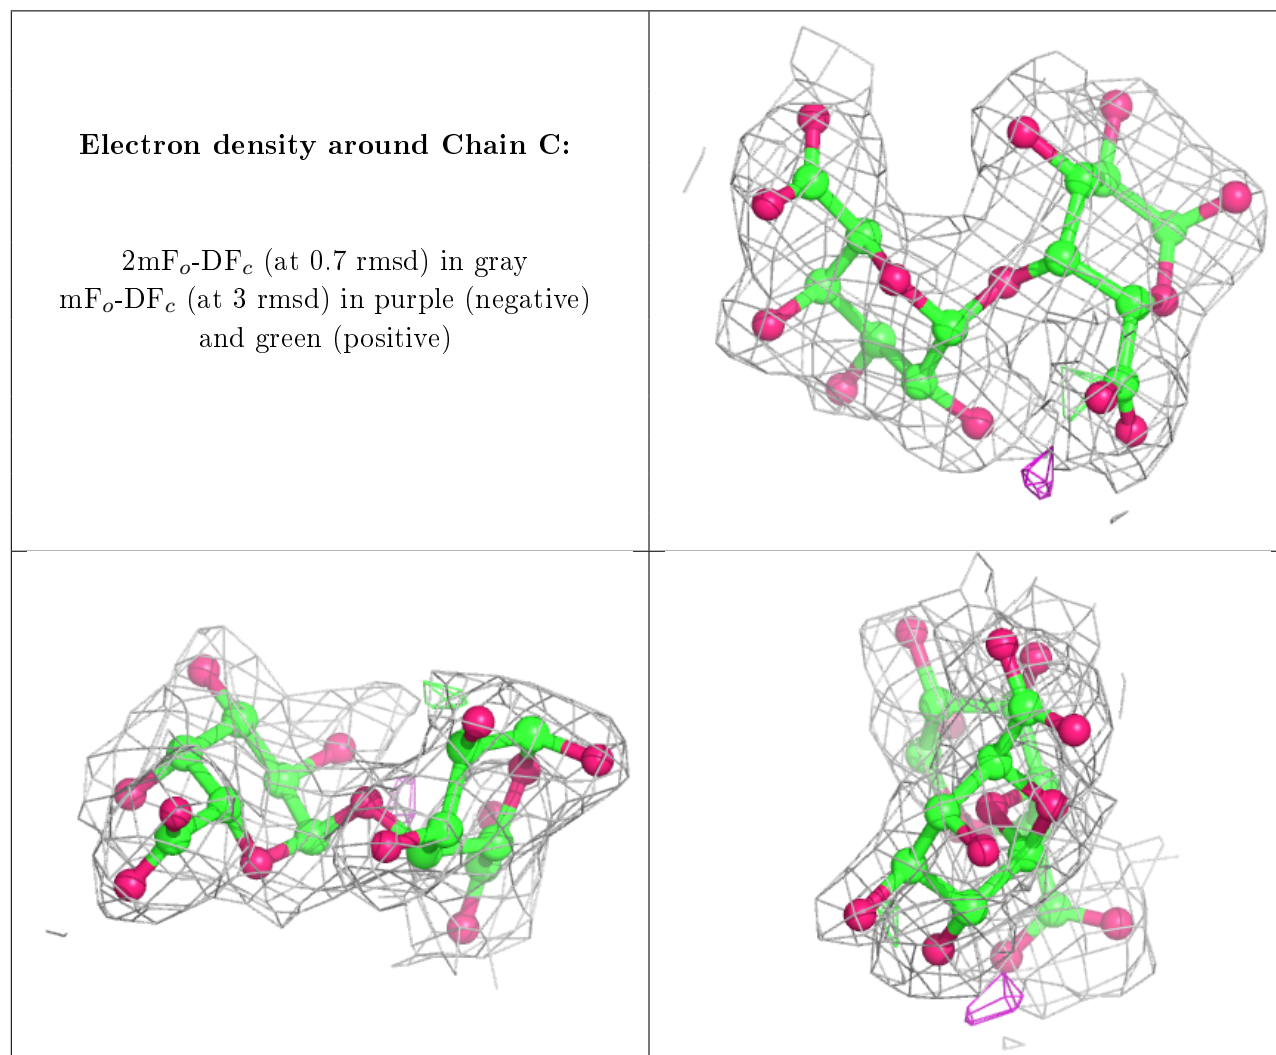 Electron density around Chain C:
2mFₒ-DF𝒸 (at 0.7 rmsd) in gray
mFₒ-DF𝒸 (at 3 rmsd) in purple (negative)
and green (positive)